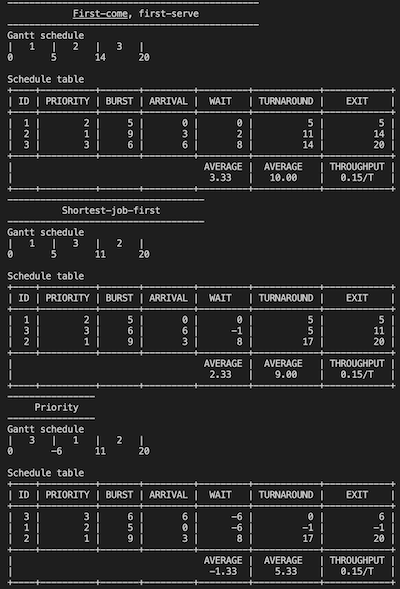 First-come, first-serve
Gantt schedule
| 1 | 2 | 3 |
0 5 14 20
Schedule table
| ID | PRIORITY | BURST | ARRIVAL | WAIT | TURNAROUND | EXIT |
| 1 | 2 | 5 | 0 | 0 | 5 | 5 |
| 2 | 1 | 9 | 3 | 2 | 11 | 14 |
| 3 | 3 | 6 | 6 | 8 | 14 | 20 |
| AVERAGE | AVERAGE | THROUGHPUT |
| 3.33 | 10.00 | 0.15/T |
Shortest-job-first
Gantt schedule
| 1 | 3 | 2 |
0 5 11 20
Schedule table
| ID | PRIORITY | BURST | ARRIVAL | WAIT | TURNAROUND | EXIT |
| 1 | 2 | 5 | 0 | 0 | 5 | 5 |
| 3 | 3 | 6 | 6 | -1 | 5 | 11 |
| 2 | 1 | 9 | 3 | 8 | 17 | 20 |
| AVERAGE | AVERAGE | THROUGHPUT |
| 2.33 | 9.00 | 0.15/T |
Priority
Gantt schedule
| 3 | 1 | 2 |
0 -6 11 20
Schedule table
| ID | PRIORITY | BURST | ARRIVAL | WAIT | TURNAROUND | EXIT |
| 3 | 3 | 6 | 6 | -6 | 0 | 6 |
| 1 | 2 | 5 | 0 | -6 | -1 | -1 |
| 2 | 1 | 9 | 3 | 8 | 17 | 20 |
| AVERAGE | AVERAGE | THROUGHPUT |
| -1.33 | 5.33 | 0.15/T |